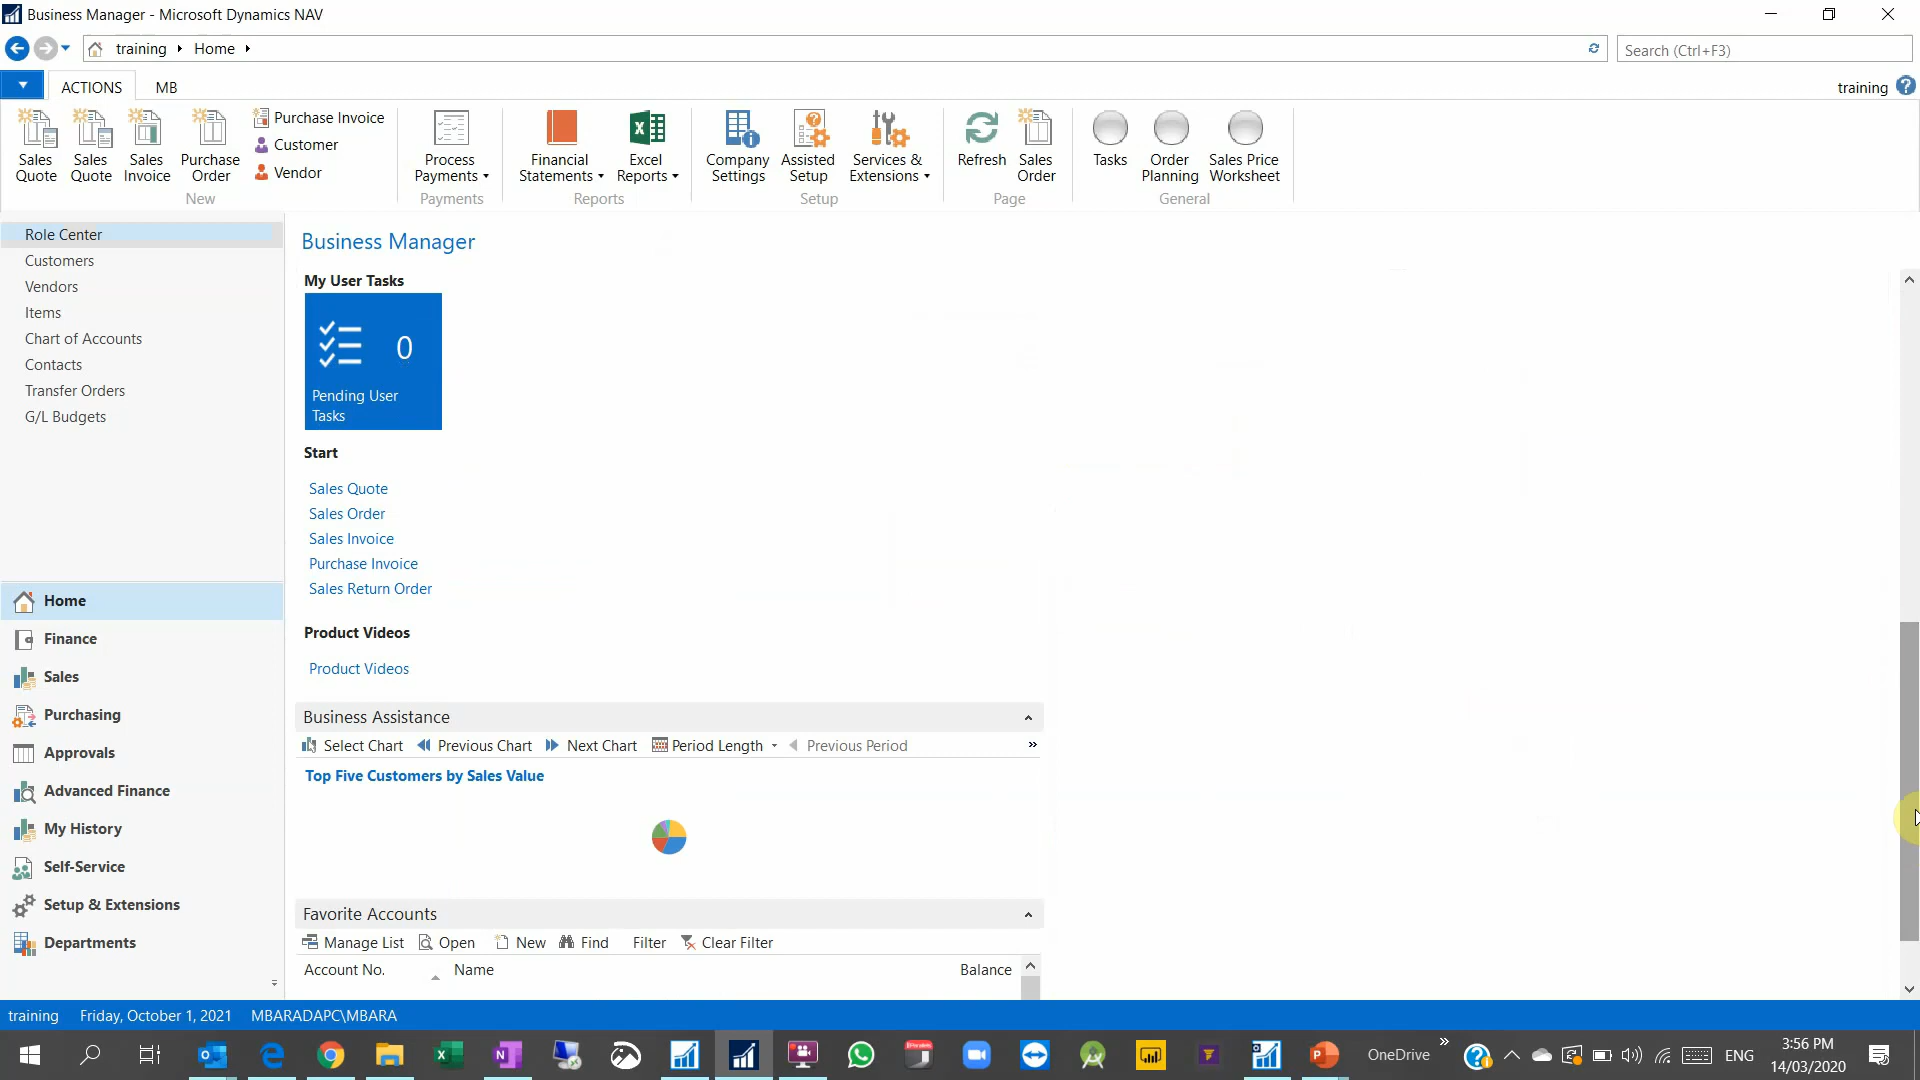 Business Manager - Microsoft Dynamics NAV
training Home
Search (Ctrl+F3)
ACTIONS MB
training
Sales Quote
Sales Quote
Sales Invoice
Purchase Order
Purchase Invoice
Customer
Vendor
New
Process Payments
Payments
Financial Statements
Excel Reports
Reports
Company Settings
Assisted Setup
Services & Extensions
Setup
Refresh
Sales Order
Page
Tasks
Order Planning
Sales Price Worksheet
General
Role Center
Customers
Vendors
Items
Chart of Accounts
Contacts
Transfer Orders
G/L Budgets
Home
Finance
Sales
Purchasing
Approvals
Advanced Finance
My History
Self-Service
Setup & Extensions
Departments
Business Manager
My User Tasks
0
Pending User
Tasks
Start
Sales Quote
Sales Order
Sales Invoice
Purchase Invoice
Sales Return Order
Product Videos
Product Videos
Business Assistance
Select Chart Previous Chart Next Chart Period Length Previous Period
Top Five Customers by Sales Value
Favorite Accounts
Manage List Open New Find Filter Clear Filter
Account No. Name Balance
training Friday, October 1, 2021 MBARADAPC\MBARA
OneDrive
ENG
3:56 PM
14/03/2020